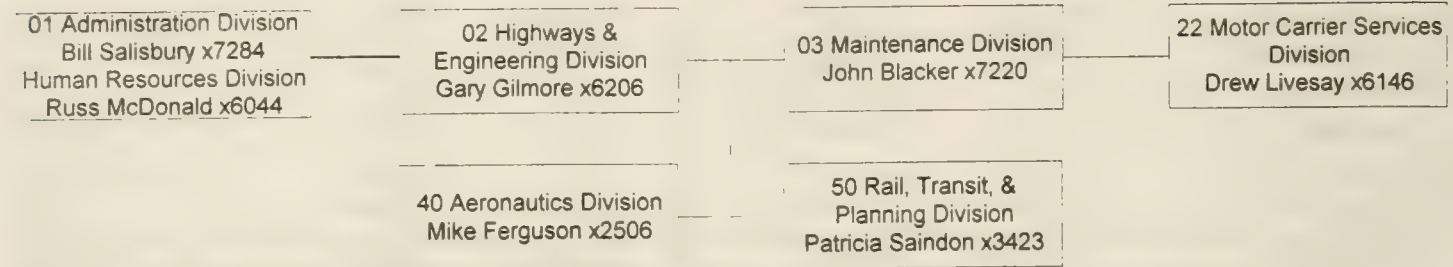 01 Administration Division
Bill Salisbury x7284
Human Resources Division
Russ McDonald x6044
02 Highways &
Engineering Division
Gary Gilmore x6206
03 Maintenance Division
John Blacker x7220
22 Motor Carrier Services
Division
Drew Livesay x6146
40 Aeronautics Division
Mike Ferguson x2506
50 Rail, Transit, &
Planning Division
Patricia Saindon x3423